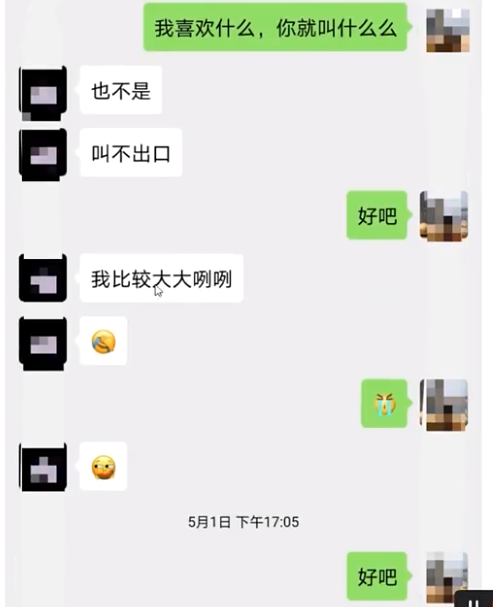 我喜欢什么，你就叫什么么
也不是
叫不出口
好吧
我比较大大咧咧
5月1日 下午17:05
好吧